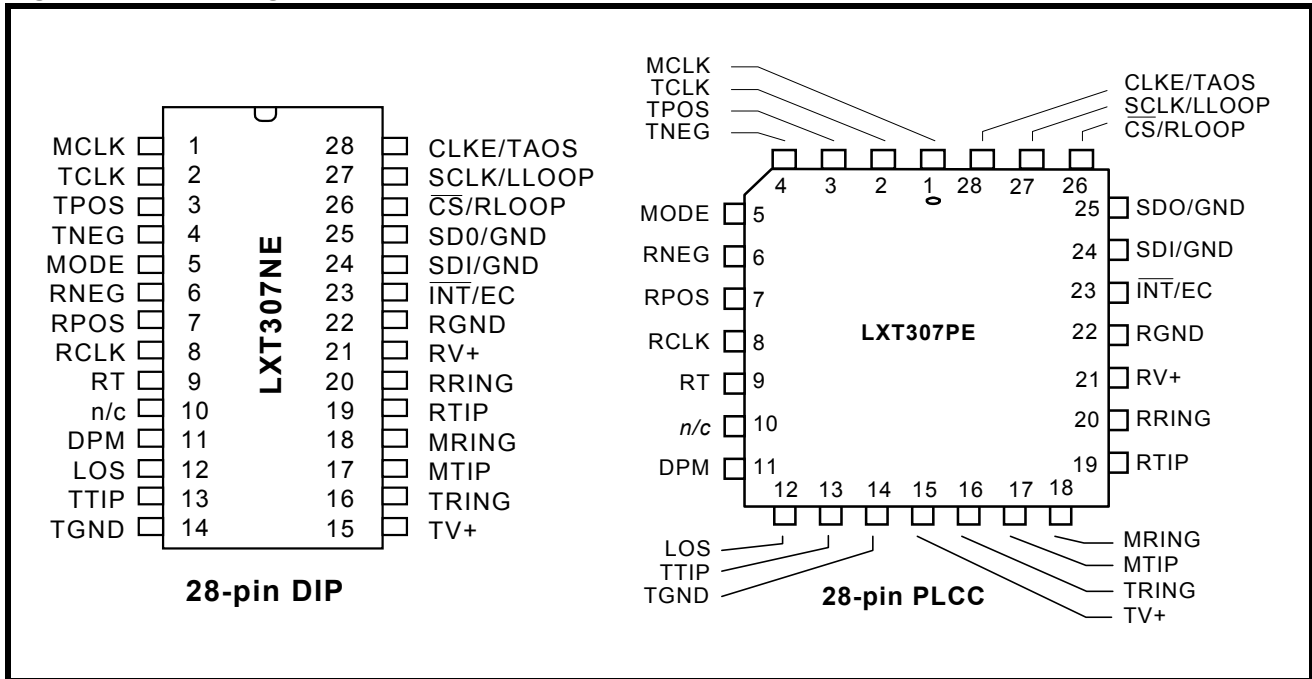 MCLK 1 28 CLKE/TAOS
TCLK 2 27 SCLK/LLOOP
TPOS 3 26 C̅S̅/RLOOP
TNEG 4 25 SD0/GND
MODE 5 24 SDI/GND
RNEG 6 23 I̅N̅T̅/EC
RPOS 7 22 RGND
RCLK 8 21 RV+
RT 9 20 RRING
n/c 10 19 RTIP
DPM 11 18 MRING
LOS 12 17 MTIP
TTIP 13 16 TRING
TGND 14 15 TV+
LXT307NE
28-pin DIP
MCLK
TCLK
TPOS
TNEG
CLKE/TAOS
SCLK/LLOOP
C̅S̅/RLOOP
4 3 2 1 28 27 26
MODE 5 25 SDO/GND
RNEG 6 24 SDI/GND
RPOS 7 23 I̅N̅T̅/EC
RCLK 8 22 RGND
RT 9 21 RV+
n/c 10 20 RRING
DPM 11 19 RTIP
LXT307PE
12 13 14 15 16 17 18
LOS
TTIP
TGND
MRING
MTIP
TRING
TV+
28-pin PLCC